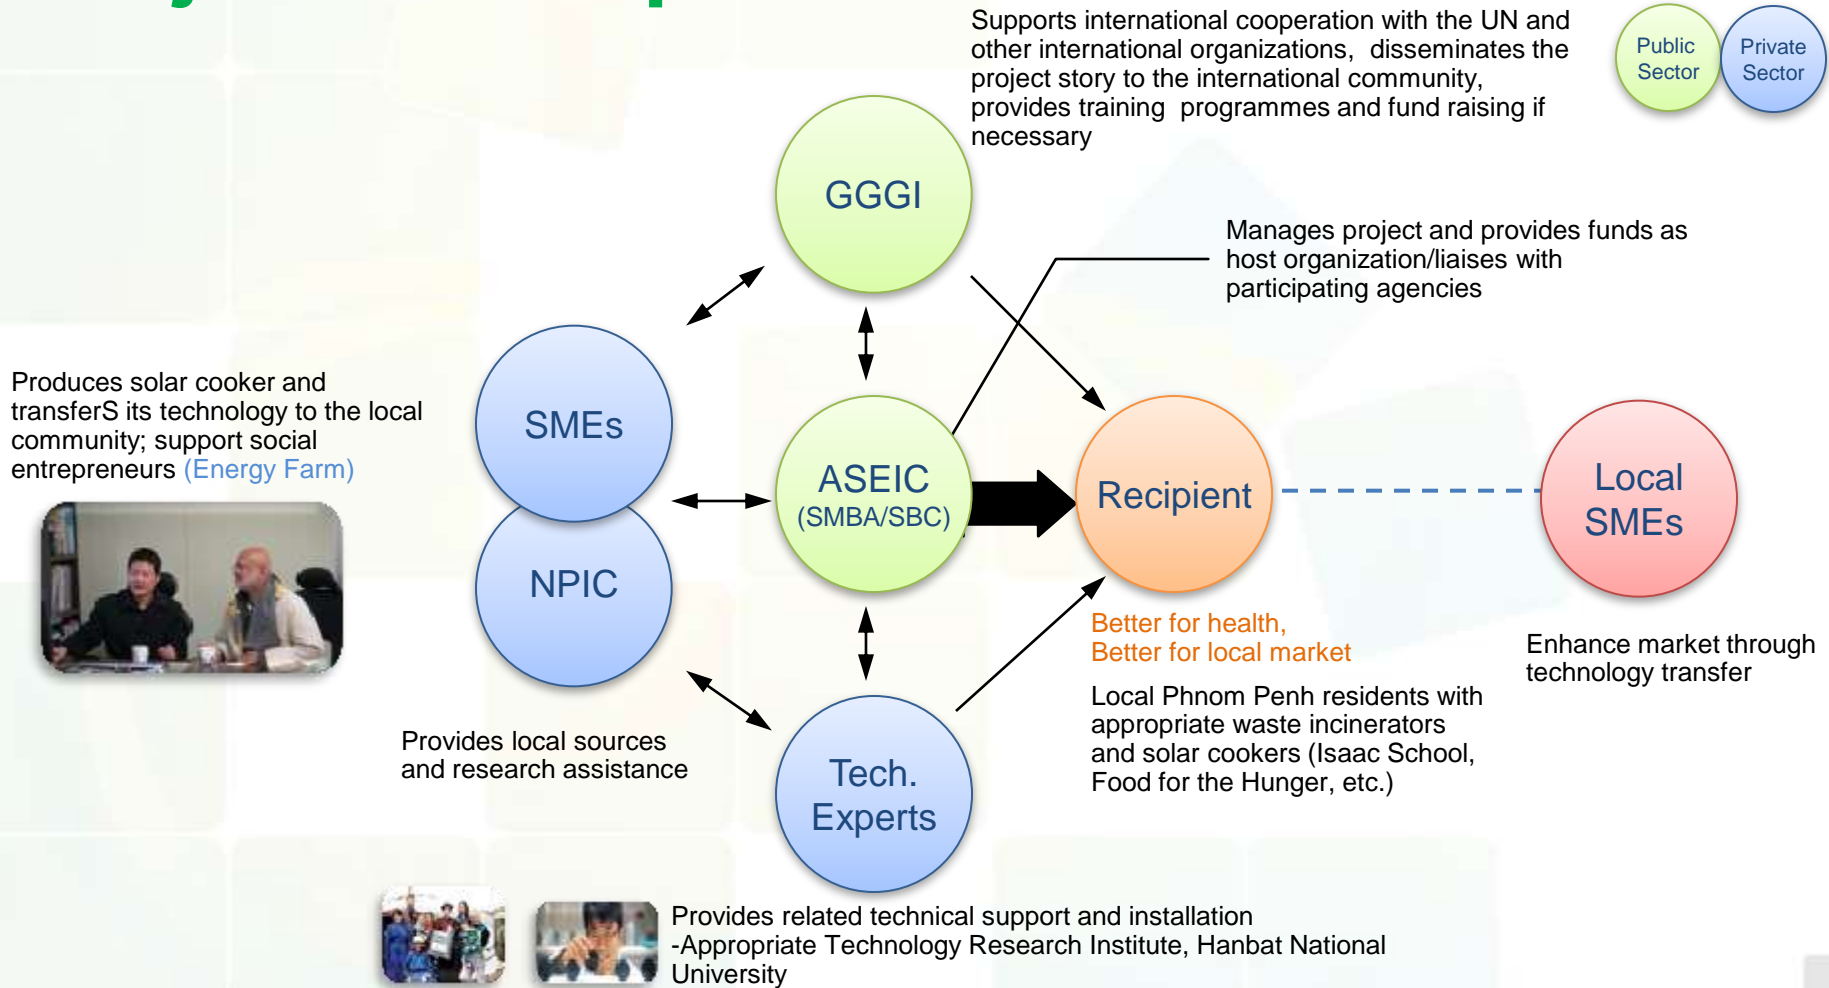 Supports international cooperation with the UN and
other international organizations, disseminates the
project story to the international community,
provides training programmes and fund raising if
necessary
Public
Sector
Private
Sector
GGGI
Manages project and provides funds as
host organization/liaises with
participating agencies
Produces solar cooker and
transferS its technology to the local
community; support social
entrepreneurs (Energy Farm)
SMEs
NPIC
ASEIC
(SMBA/SBC)
Recipient
Local
SMEs
Better for health,
Better for local market
Local Phnom Penh residents with
appropriate waste incinerators
and solar cookers (Isaac School,
Food for the Hunger, etc.)
Enhance market through
technology transfer
Provides local sources
and research assistance
Tech.
Experts
Provides related technical support and installation
-Appropriate Technology Research Institute, Hanbat National
University